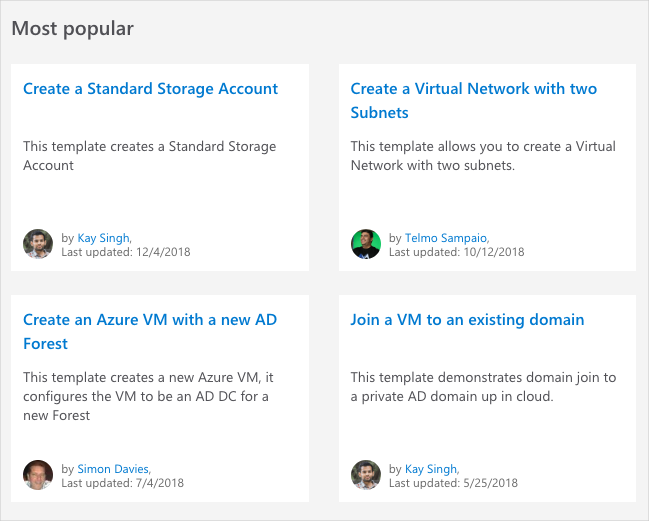 Most popular
Create a Standard Storage Account
This template creates a Standard Storage
Account
by Kay Singh,
Last updated: 12/4/2018
Create a Virtual Network with two
Subnets
This template allows you to create a Virtual
Network with two subnets.
by Telmo Sampaio,
Last updated: 10/12/2018
Create an Azure VM with a new AD
Forest
This template creates a new Azure VM, it
configures the VM to be an AD DC for a
new Forest
by Simon Davies,
Last updated: 7/4/2018
Join a VM to an existing domain
This template demonstrates domain join to
a private AD domain up in cloud.
by Kay Singh,
Last updated: 5/25/2018